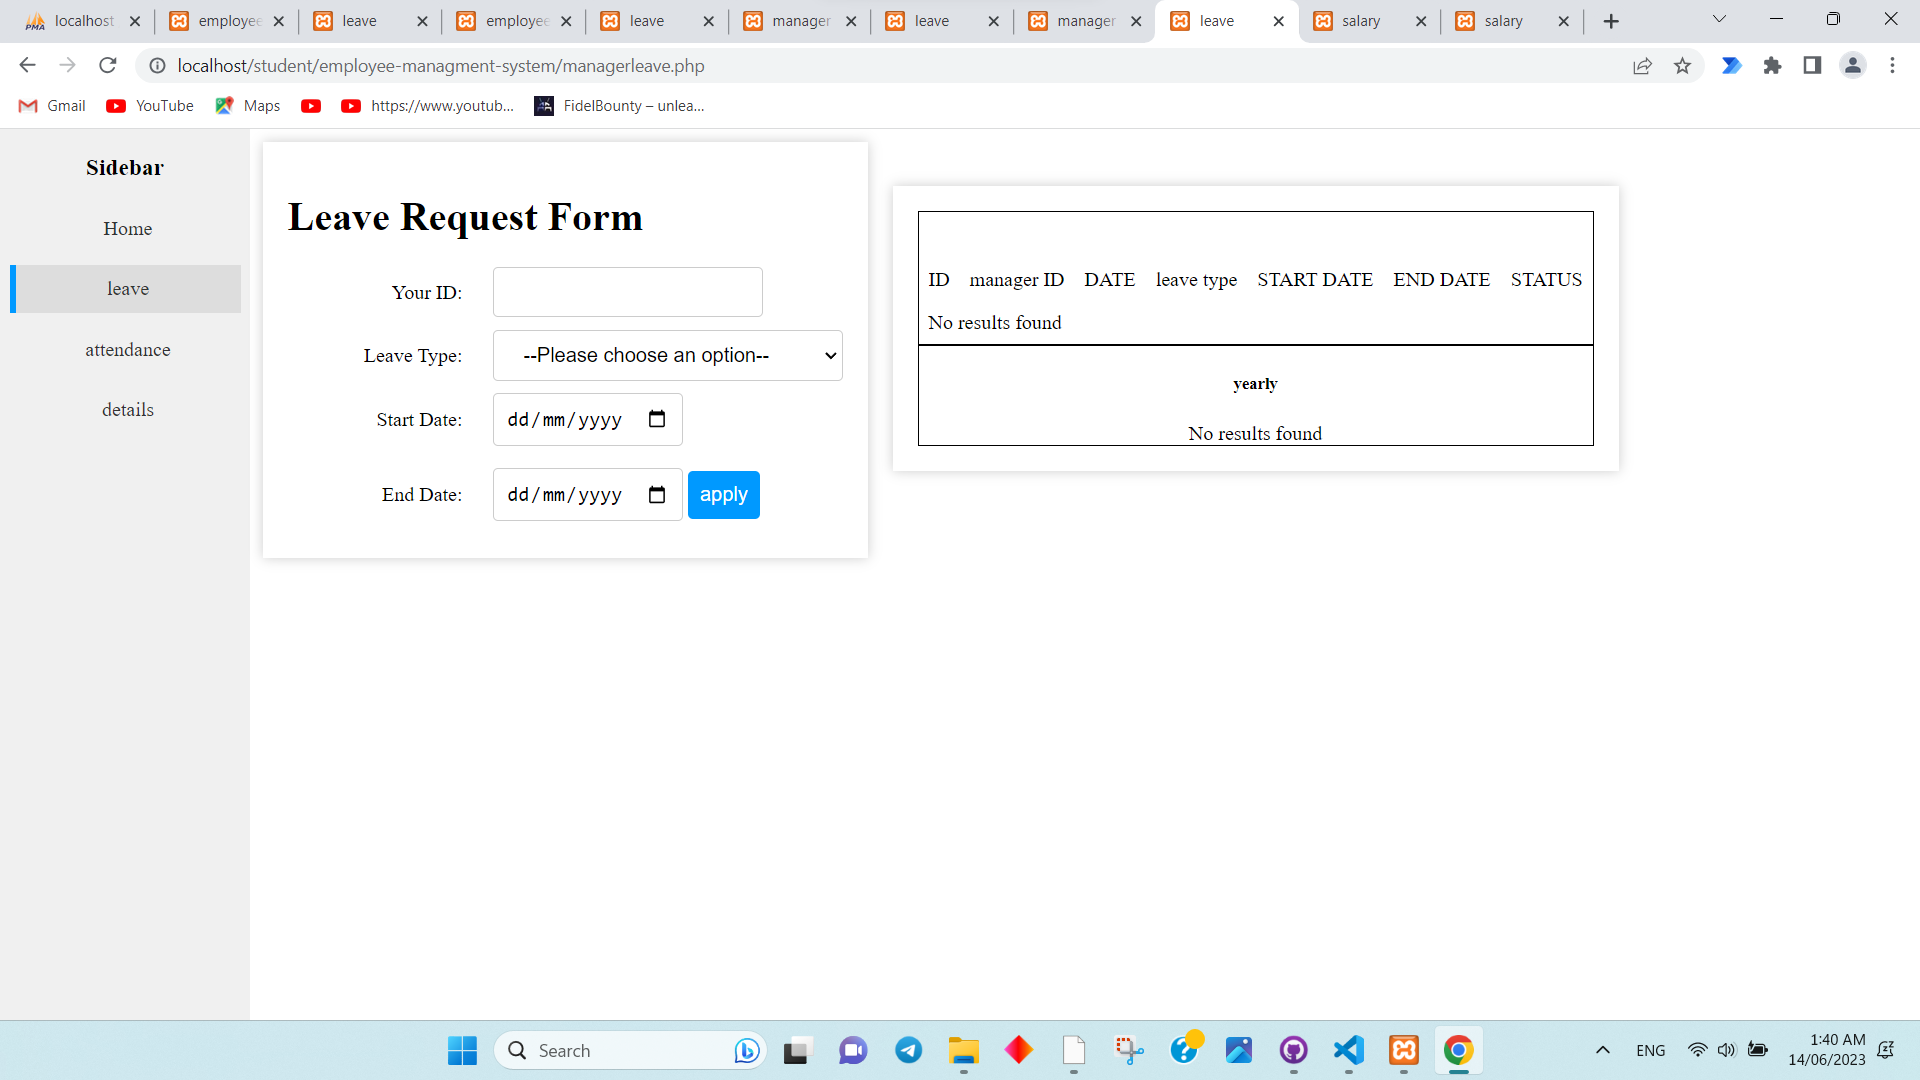 localhost
employee
leave
employee
leave
manager
leave
manager
leave
salary
salary
localhost/student/employee-managment-system/managerleave.php
Gmail
YouTube
Maps
https://www.youtub...
FidelBounty – unlea...
Sidebar
Home
leave
attendance
details
Leave Request Form
Your ID:
Leave Type: --Please choose an option--
Start Date: dd/mm/yyyy
End Date: dd/mm/yyyy apply
ID manager ID DATE leave type START DATE END DATE STATUS
No results found
yearly
No results found
Search
ENG
1:40 AM
14/06/2023